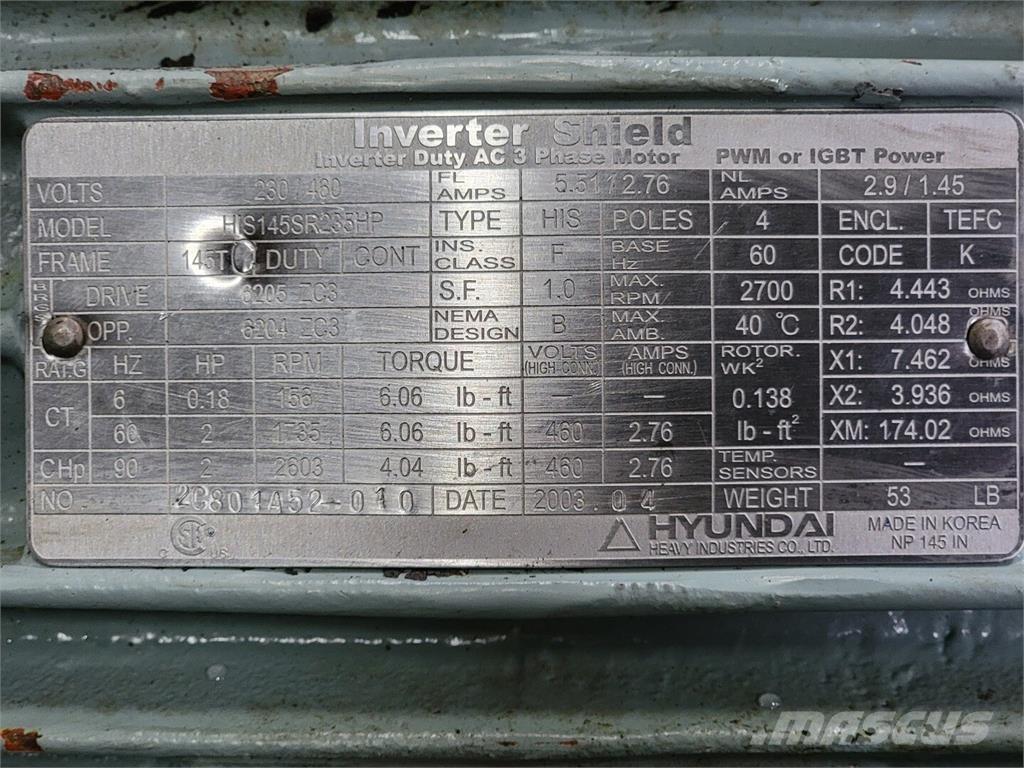 Inverter Shield
Inverter Duty AC 3 Phase Motor PWM or IGBT Power
VOLTS 230 / 460 FL AMPS 5.51 / 2.76 NL AMPS 2.9 / 1.45
MODEL HIS145SR235HP TYPE HIS POLES 4 ENCL. TEFC
FRAME 145T DUTY CONT INS. CLASS F BASE Hz 60 CODE K
BRGS DRIVE 6205 ZC3 S.F. 1.0 MAX. RPM/ 2700 R1: 4.443 OHMS
OPP. 6204 ZC3 NEMA DESIGN B MAX. AMB. 40 °C R2: 4.048 OHMS
RAT.G HZ HP RPM TORQUE VOLTS (HIGH CONN.) AMPS (HIGH CONN.) ROTOR. WK² X1: 7.462 OHMS
CT. 6 0.18 156 6.06 lb - ft — — 0.138 X2: 3.936 OHMS
60 2 1735 6.06 lb - ft 460 2.76 lb - ft² XM: 174.02 OHMS
CHp 90 2 2603 4.04 lb - ft 460 2.76 TEMP. SENSORS —
NO 2C801A52-010 DATE 2003. 04 WEIGHT 53 LB
C SA US HYUNDAI MADE IN KOREA
HEAVY INDUSTRIES CO., LTD. NP 145 IN
MASCUS